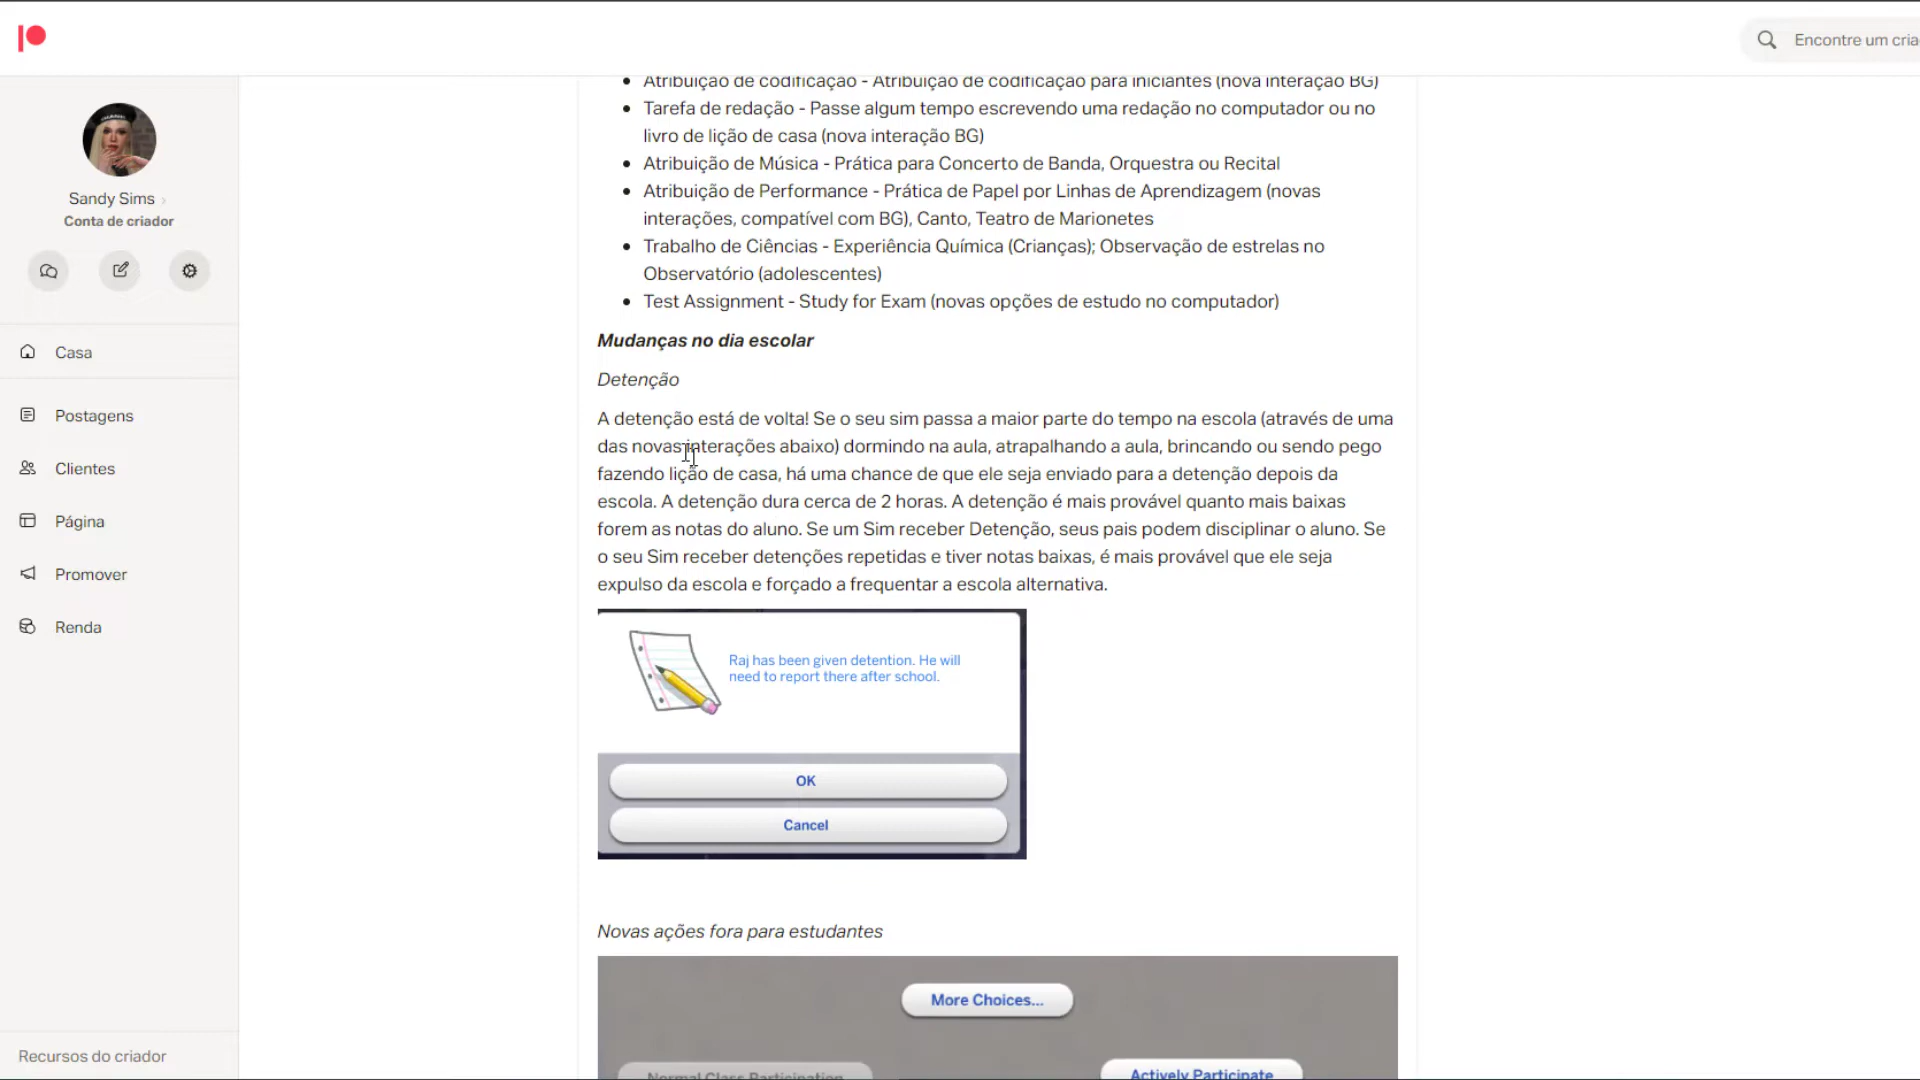 Encontre um cria
Sandy Sims
Conta de criador
Casa
Postagens
Clientes
Página
Promover
Renda
Recursos do criador
Atribuição de codificação - Atribuição de codificação para iniciantes (nova interação BG)
Tarefa de redação - Passe algum tempo escrevendo uma redação no computador ou no
livro de lição de casa (nova interação BG)
Atribuição de Música - Prática para Concerto de Banda, Orquestra ou Recital
Atribuição de Performance - Prática de Papel por Linhas de Aprendizagem (novas
interações, compatível com BG), Canto, Teatro de Marionetes
Trabalho de Ciências - Experiência Química (Crianças); Observação de estrelas no
Observatório (adolescentes)
Test Assignment - Study for Exam (novas opções de estudo no computador)
Mudanças no dia escolar
Detenção
A detenção está de volta! Se o seu sim passa a maior parte do tempo na escola (através de uma
das novas interações abaixo) dormindo na aula, atrapalhando a aula, brincando ou sendo pego
fazendo lição de casa, há uma chance de que ele seja enviado para a detenção depois da
escola. A detenção dura cerca de 2 horas. A detenção é mais provável quanto mais baixas
forem as notas do aluno. Se um Sim receber Detenção, seus pais podem disciplinar o aluno. Se
o seu Sim receber detenções repetidas e tiver notas baixas, é mais provável que ele seja
expulso da escola e forçado a frequentar a escola alternativa.
Raj has been given detention. He will
need to report there after school.
OK
Cancel
Novas ações fora para estudantes
More Choices...
Normal Class Participation
Actively Participate